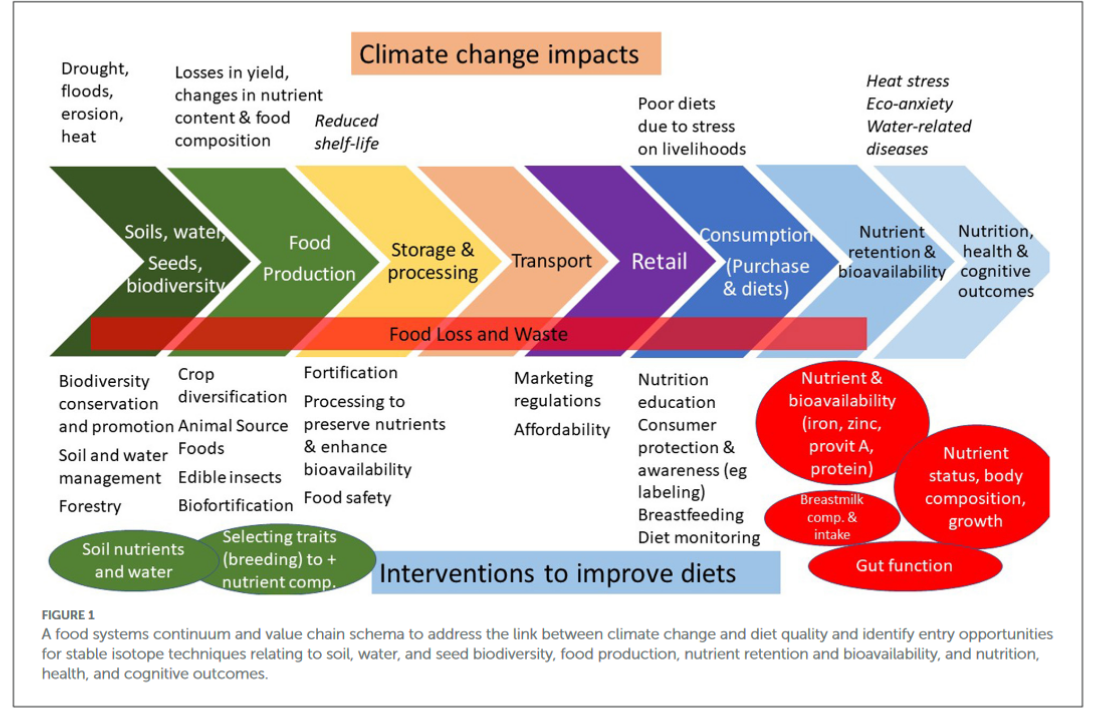 Climate change impacts
Drought,
floods,
erosion,
heat
Losses in yield,
changes in nutrient
content & food
composition
Reduced
shelf-life
Poor diets
due to stress
on livelihoods
Heat stress
Eco-anxiety
Water-related
diseases
Soils, water,
Seeds,
biodiversity
Food
Production
Storage &
processing
Transport
Retail
Consumption
(Purchase
& diets)
Nutrient
retention &
bioavailability
Nutrition,
health &
cognitive
outcomes
Food Loss and Waste
Biodiversity
conservation
and promotion
Soil and water
management
Forestry
Crop
diversification
Animal Source
Foods
Edible insects
Biofortification
Fortification
Processing to
preserve nutrients
& enhance
bioavailability
Food safety
Marketing
regulations
Affordability
Nutrition
education
Consumer
protection &
awareness (eg
labeling)
Breastfeeding
Diet monitoring
Nutrient &
bioavailability
(iron, zinc,
provit A,
protein)
Nutrient
status, body
composition,
growth
Breastmilk
comp. &
intake
Gut function
Soil nutrients
and water
Selecting traits
(breeding) to +
nutrient comp.
Interventions to improve diets
FIGURE 1
A food systems continuum and value chain schema to address the link between climate change and diet quality and identify entry opportunities
for stable isotope techniques relating to soil, water, and seed biodiversity, food production, nutrient retention and bioavailability, and nutrition,
health, and cognitive outcomes.